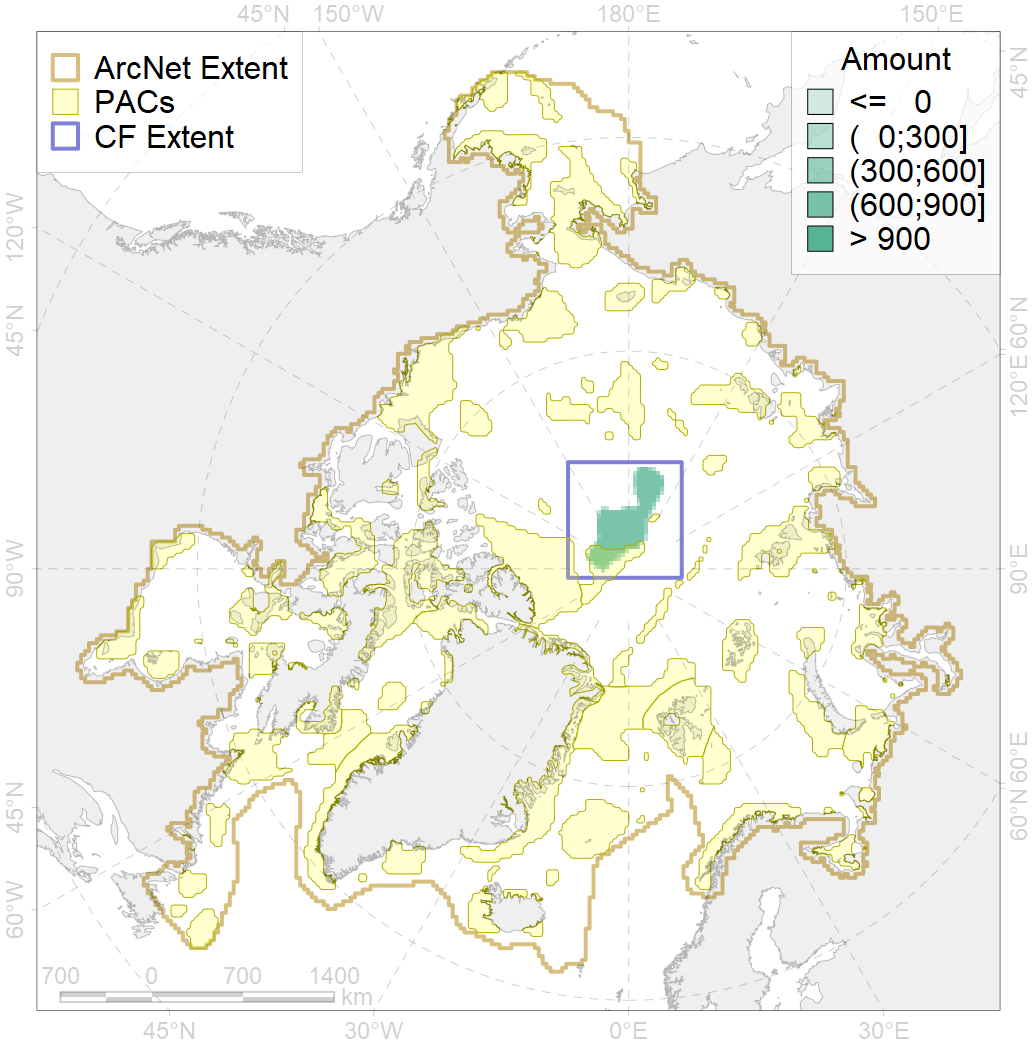 45°N 150°W 180°E 150°E
ArcNet Extent
PACs
CF Extent
Amount
<= 0
( 0;300]
(300;600]
(600;900]
> 900
45°N
120°W
45°N
90°W
45°N
60°W
60°N
120°E
90°E
60°E
60°N
700 0 700 1400
km
45°N 30°W 0°E 30°E